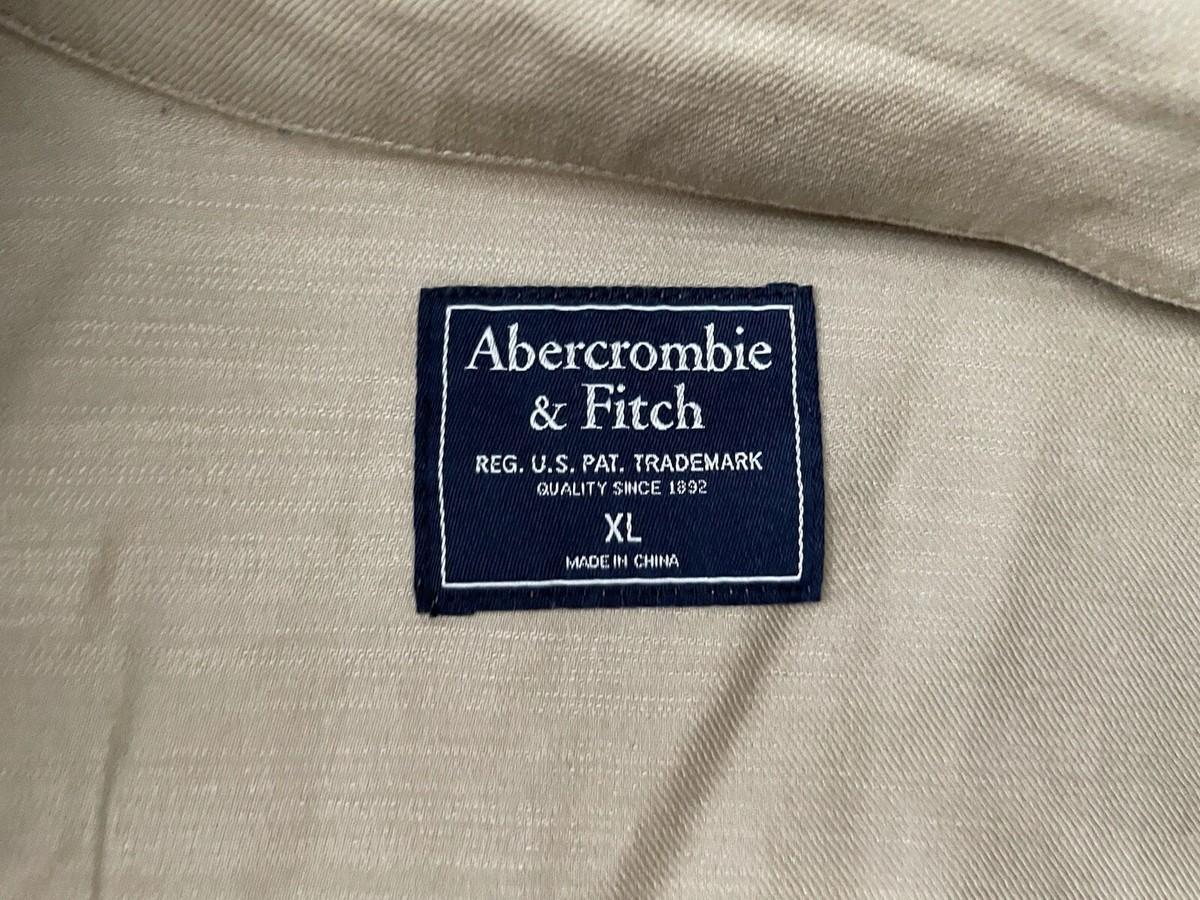 Abercrombie
& Fitch
REG. U.S. PAT. TRADEMARK
QUALITY SINCE 1892
XL
MADE IN CHINA